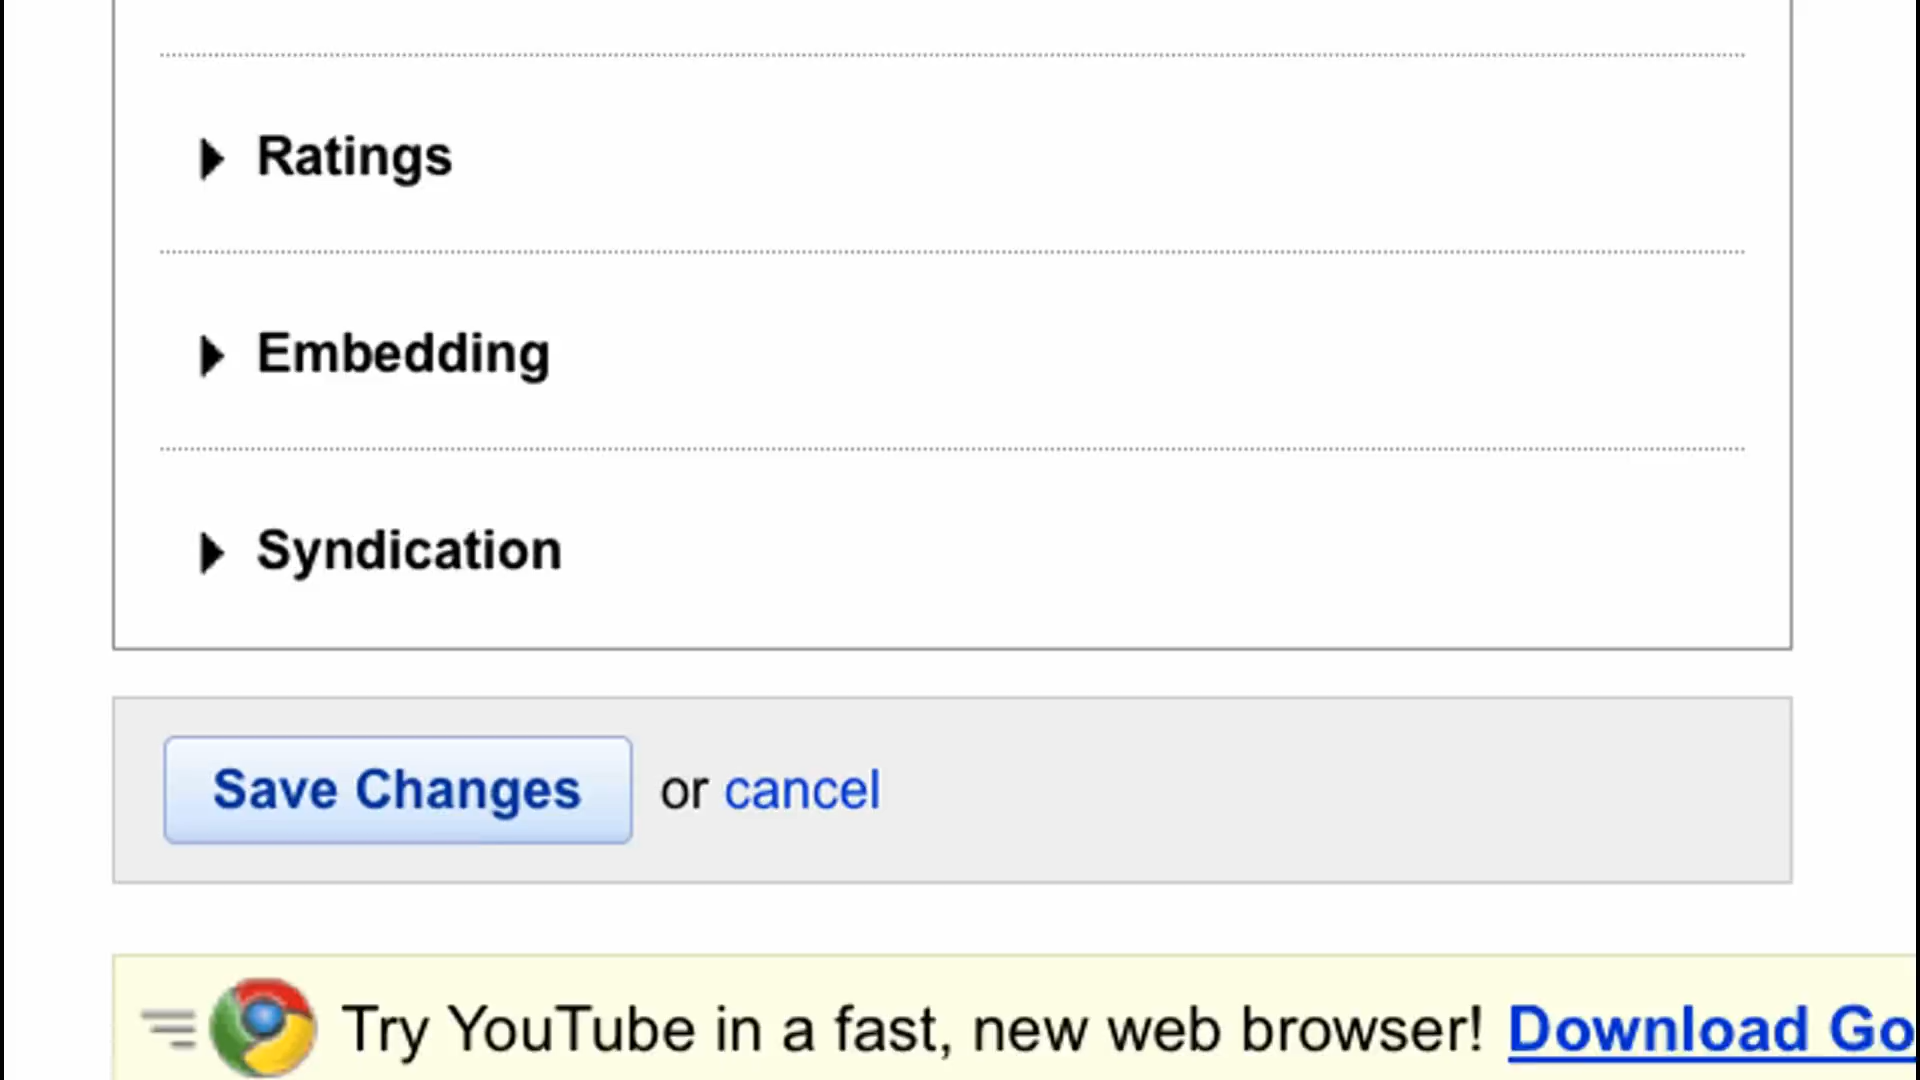 Ratings
Embedding
Syndication
Save Changes or cancel
Try YouTube in a fast, new web browser! Download Go